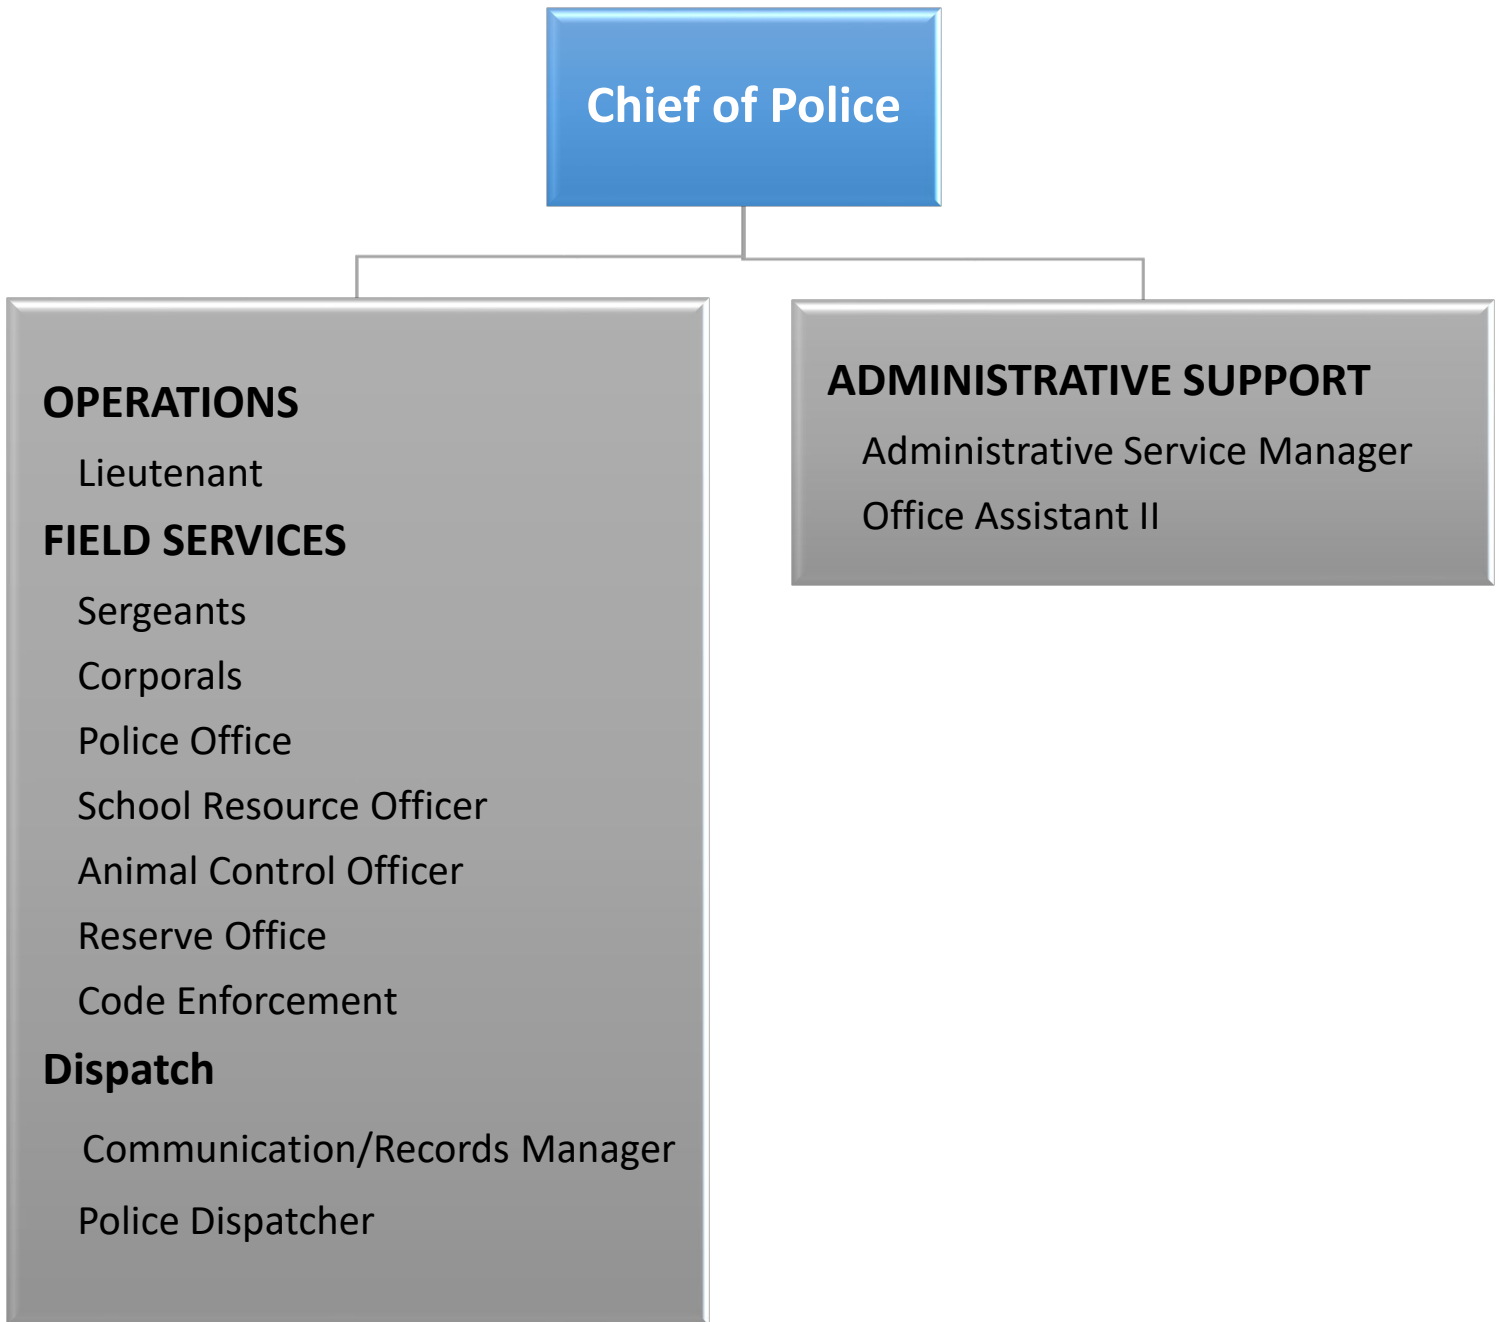 Chief of Police
OPERATIONS
Lieutenant
FIELD SERVICES
Sergeants
Corporals
Police Office
School Resource Officer
Animal Control Officer
Reserve Office
Code Enforcement
Dispatch
Communication/Records Manager
Police Dispatcher
ADMINISTRATIVE SUPPORT
Administrative Service Manager
Office Assistant II